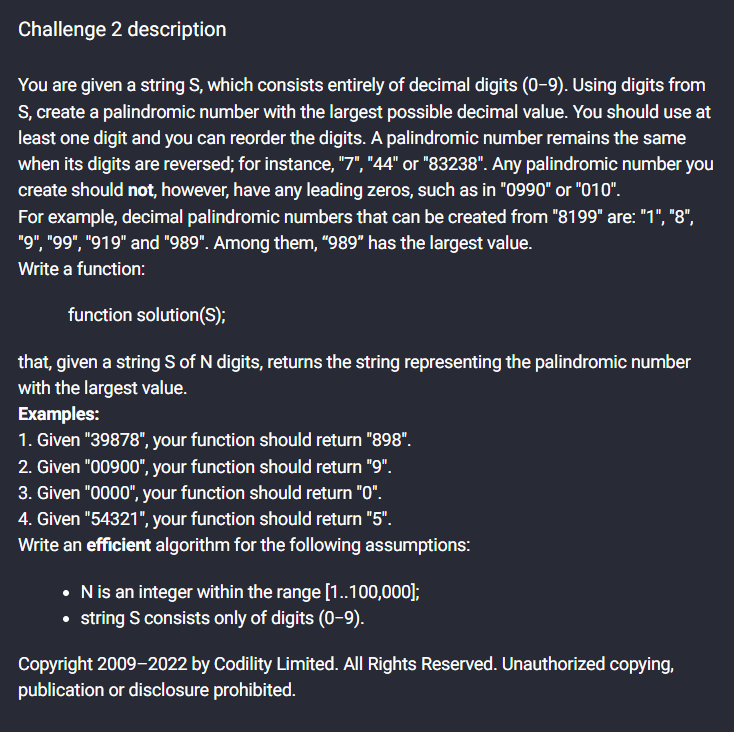 Challenge 2 description
You are given a string S, which consists entirely of decimal digits (0−9). Using digits from
S, create a palindromic number with the largest possible decimal value. You should use at
least one digit and you can reorder the digits. A palindromic number remains the same
when its digits are reversed; for instance, "7", "44" or "83238". Any palindromic number you
create should not, however, have any leading zeros, such as in "0990" or "010".
For example, decimal palindromic numbers that can be created from "8199" are: "1", "8",
"9", "99", "919" and "989". Among them, “989” has the largest value.
Write a function:
function solution(S);
that, given a string S of N digits, returns the string representing the palindromic number
with the largest value.
Examples:
1. Given "39878", your function should return "898".
2. Given "00900", your function should return "9".
3. Given "0000", your function should return "0".
4. Given "54321", your function should return "5".
Write an efficient algorithm for the following assumptions:
• N is an integer within the range [1..100,000];
• string S consists only of digits (0−9).
Copyright 2009–2022 by Codility Limited. All Rights Reserved. Unauthorized copying,
publication or disclosure prohibited.